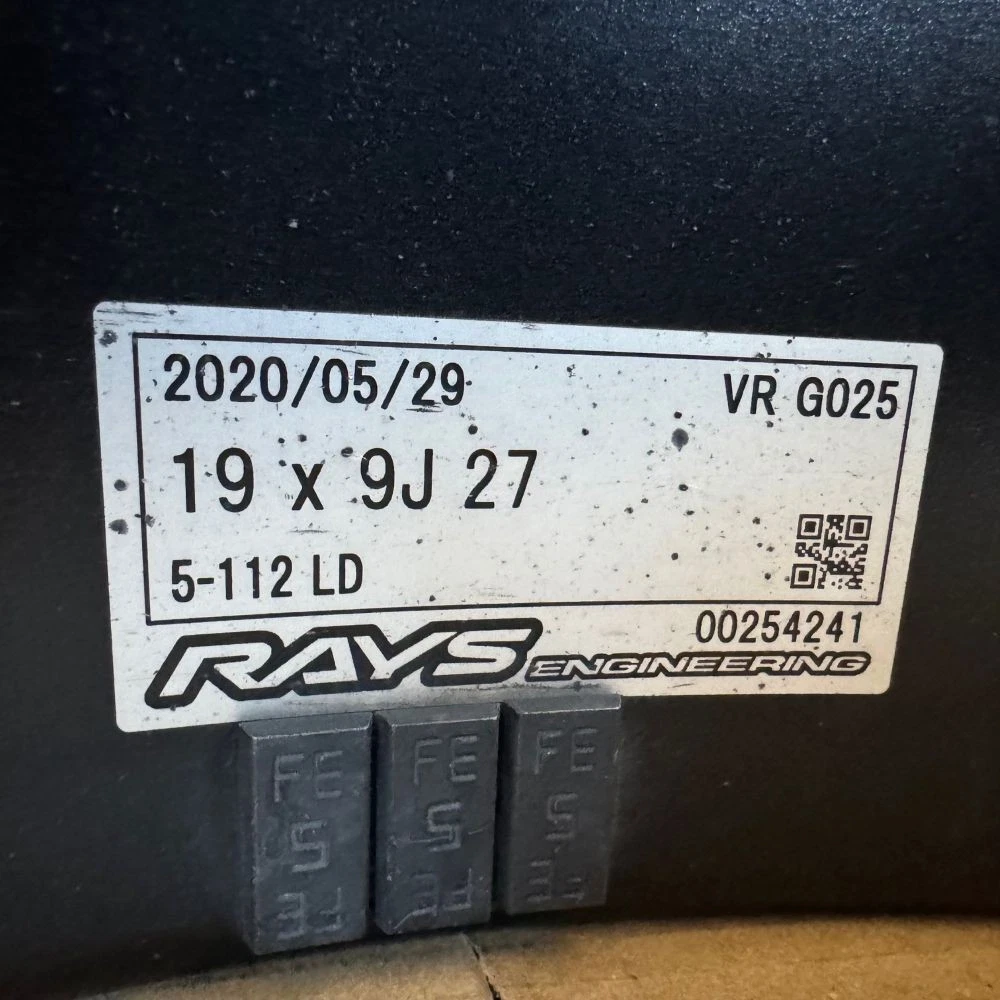 2020/05/29 VR G025
19 x 9J 27
5-112 LD
00254241
RAYS ENGINEERING
FE FE FE
5 5 5
FE FE FE